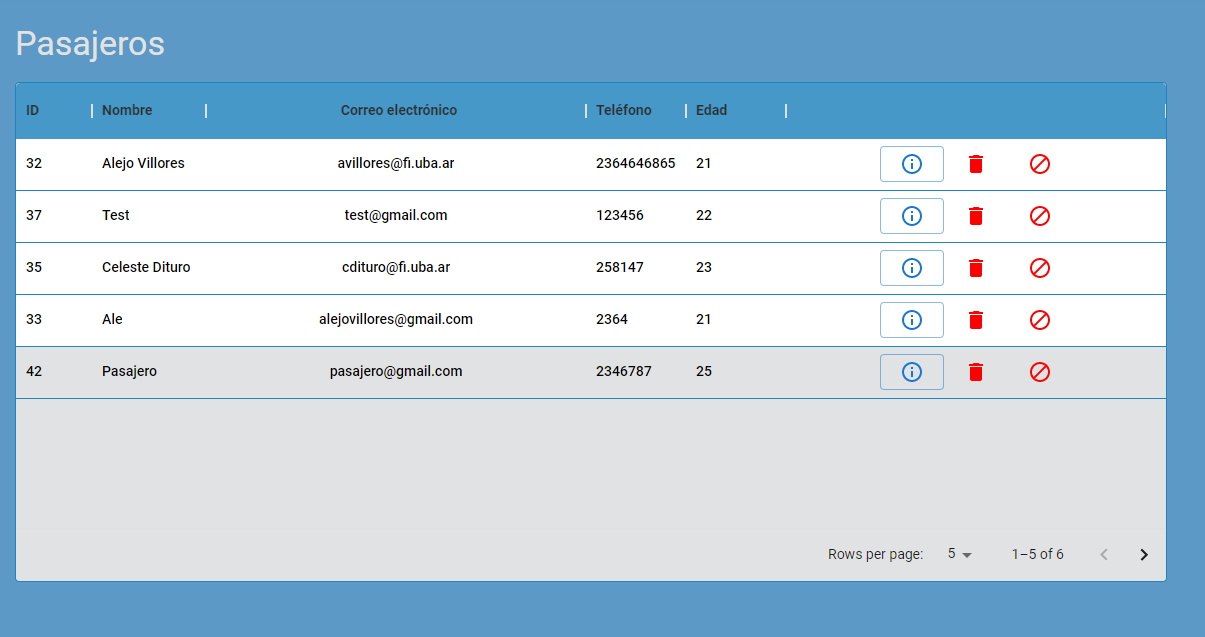 Pasajeros
ID Nombre Correo electrónico Teléfono Edad
32 Alejo Villores avillores@fi.uba.ar 2364646865 21
37 Test test@gmail.com 123456 22
35 Celeste Dituro cdituro@fi.uba.ar 258147 23
33 Ale alejovillores@gmail.com 2364 21
42 Pasajero pasajero@gmail.com 2346787 25
Rows per page: 5 1–5 of 6